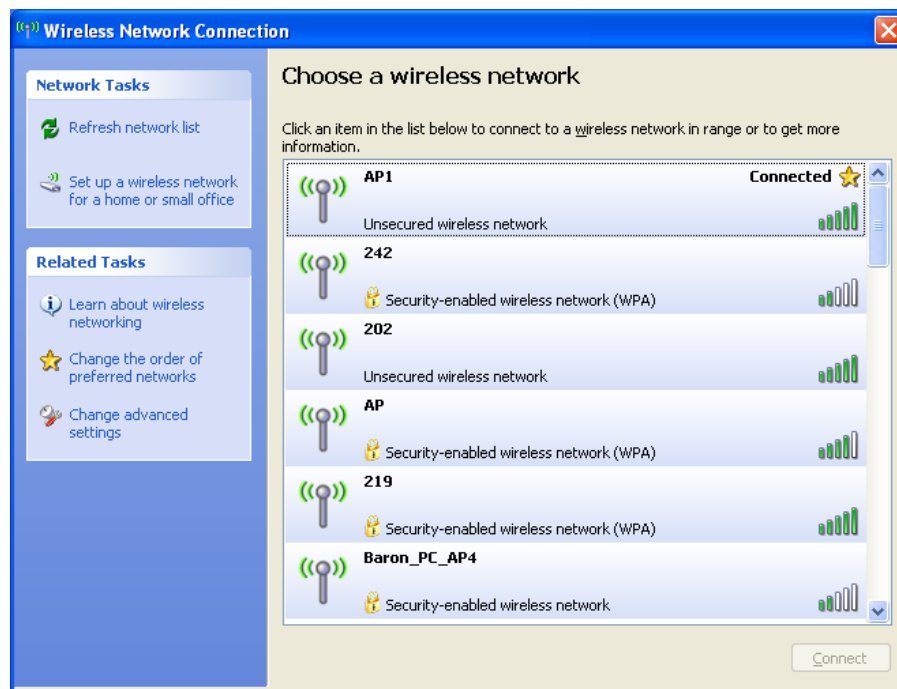 Wireless Network Connection
Network Tasks
Refresh network list
Set up a wireless network
for a home or small office
Related Tasks
Learn about wireless
networking
Change the order of
preferred networks
Change advanced
settings
Choose a wireless network
Click an item in the list below to connect to a wireless network in range or to get more
information.
AP1 Connected
Unsecured wireless network
242
Security-enabled wireless network (WPA)
202
Unsecured wireless network
AP
Security-enabled wireless network (WPA)
219
Security-enabled wireless network (WPA)
Baron_PC_AP4
Security-enabled wireless network
Connect